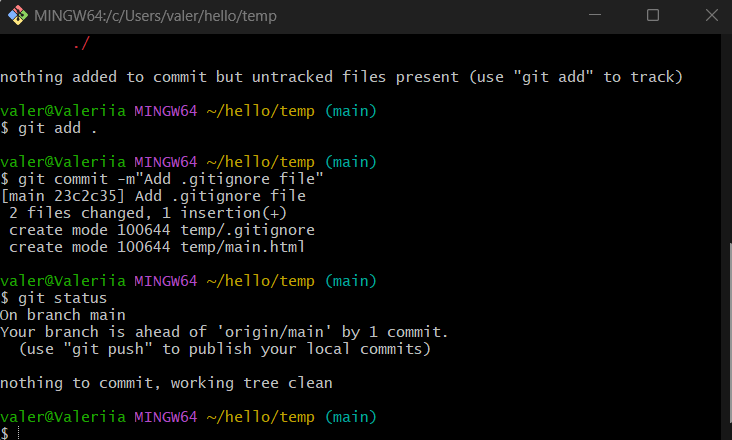 MINGW64:/c/Users/valer/hello/temp
./
nothing added to commit but untracked files present (use "git add" to track)
valer@Valeriia MINGW64 ~/hello/temp (main)
$ git add .
valer@Valeriia MINGW64 ~/hello/temp (main)
$ git commit -m"Add .gitignore file"
[main 23c2c35] Add .gitignore file
2 files changed, 1 insertion(+)
create mode 100644 temp/.gitignore
create mode 100644 temp/main.html
valer@Valeriia MINGW64 ~/hello/temp (main)
$ git status
On branch main
Your branch is ahead of 'origin/main' by 1 commit.
(use "git push" to publish your local commits)
nothing to commit, working tree clean
valer@Valeriia MINGW64 ~/hello/temp (main)
$